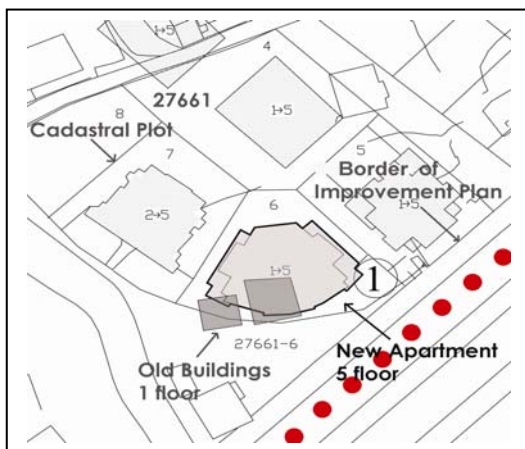 1→5
4
27661
8
1→5
Cadastral Plot
7
5
Border of
Improvement Plan
6
1→5
2→5
1→5
1
27661-6
New Apartment
5 floor
Old Buildings
1 floor